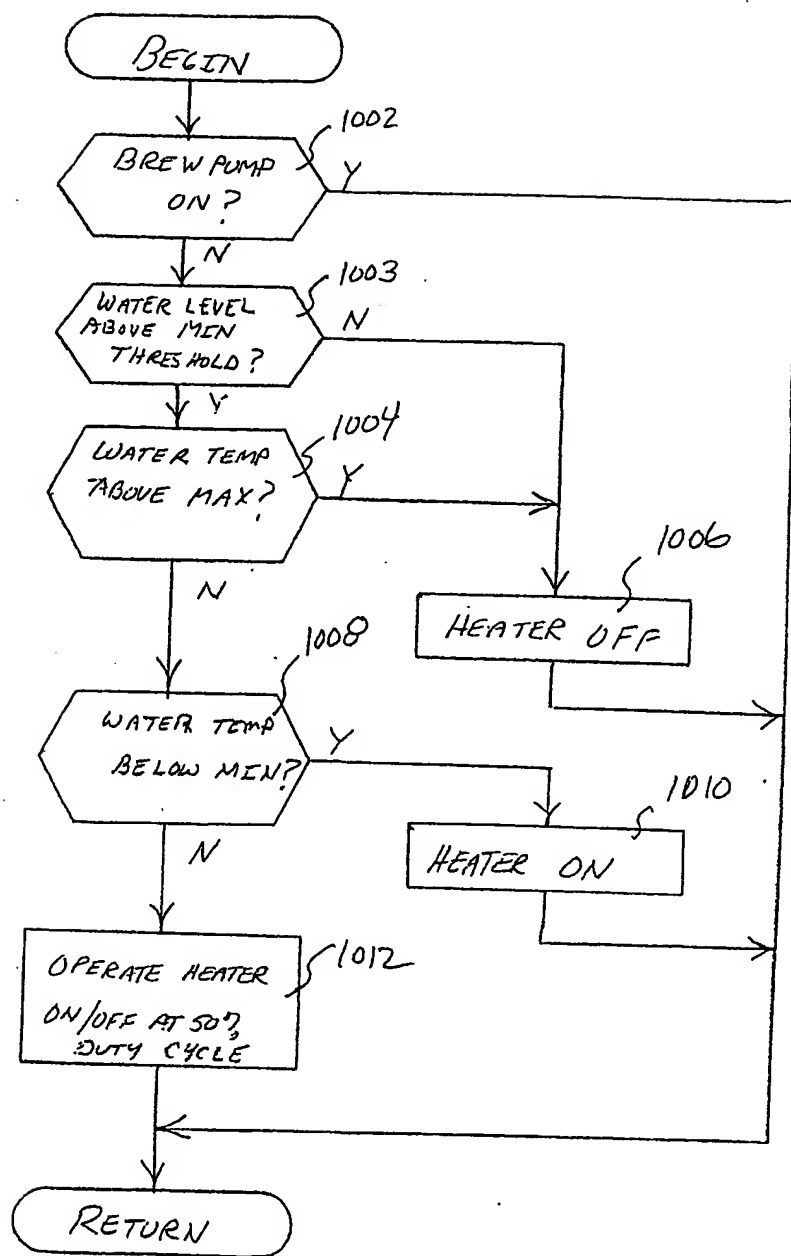 BEGIN
1002
BREW PUMP
ON?
Y
N
1003
WATER LEVEL
ABOVE MIN
THRESHOLD?
N
Y
1004
WATER TEMP
ABOVE MAX?
Y
N
1006
HEATER OFF
1008
WATER TEMP
BELOW MIN?
Y
N
1010
HEATER ON
1012
OPERATE HEATER
ON/OFF AT 50%
DUTY CYCLE
RETURN